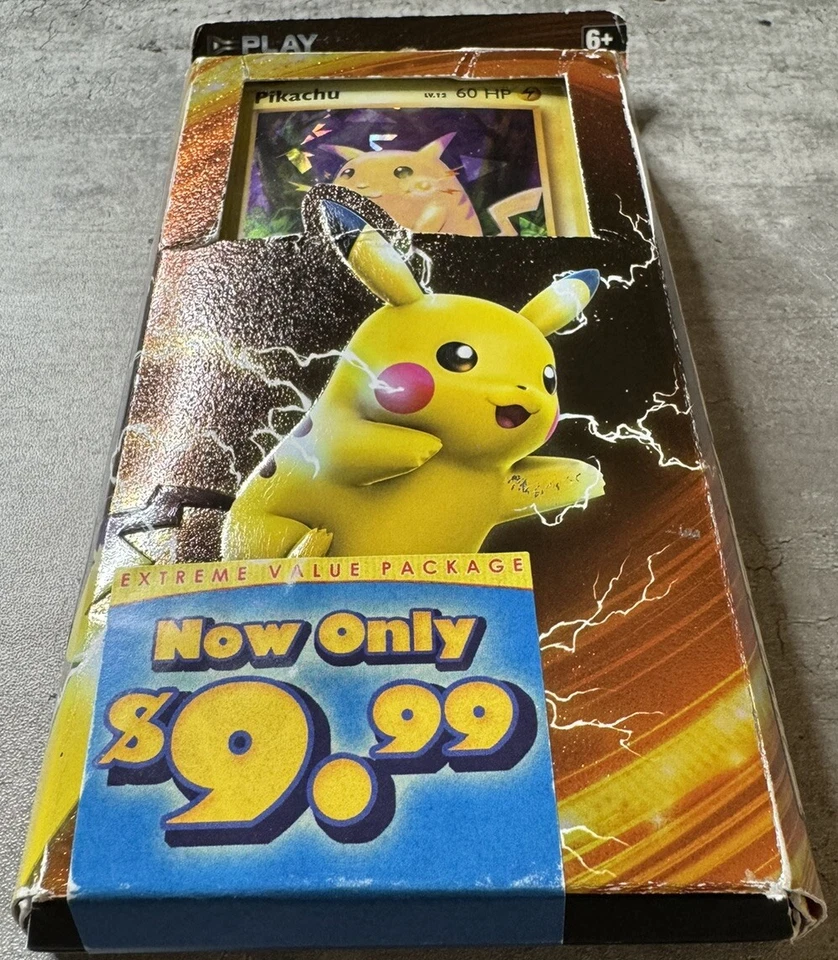 PLAY
6+
Pikachu LV.12 60 HP
EXTREME VALUE PACKAGE
Now Only
$9.99